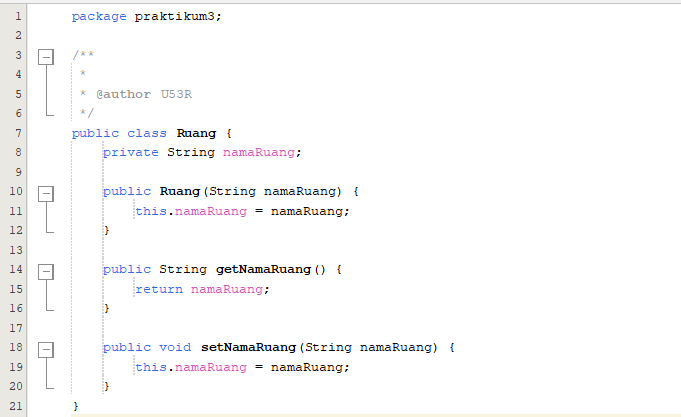 1 package praktikum3;
2
3 /**
4 *
5 * @author U53R
6 */
7 public class Ruang {
8 private String namaRuang;
9
10 public Ruang(String namaRuang) {
11 this.namaRuang = namaRuang;
12 }
13
14 public String getNamaRuang() {
15 return namaRuang;
16 }
17
18 public void setNamaRuang(String namaRuang) {
19 this.namaRuang = namaRuang;
20 }
21 }